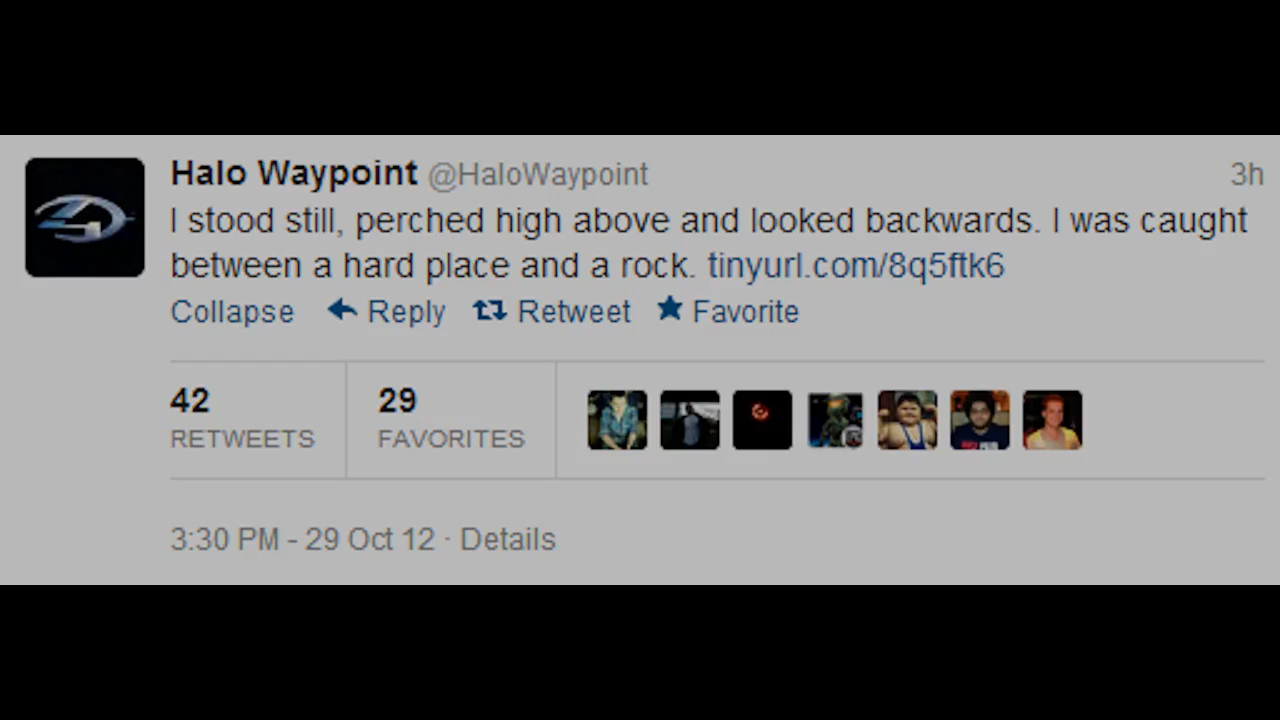 Halo Waypoint @HaloWaypoint 3h
I stood still, perched high above and looked backwards. I was caught
between a hard place and a rock. tinyurl.com/8q5ftk6
Collapse Reply Retweet Favorite
42 29
RETWEETS FAVORITES
3:30 PM - 29 Oct 12 · Details